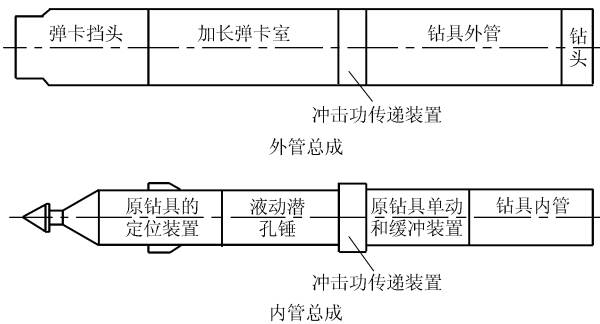 弹卡挡头
加长弹卡室
钻具外管
钻
头
冲击功传递装置
外管总成
原钻具的
定位装置
液动潜
孔锤
原钻具单动
和缓冲装置
钻具内管
冲击功传递装置
内管总成